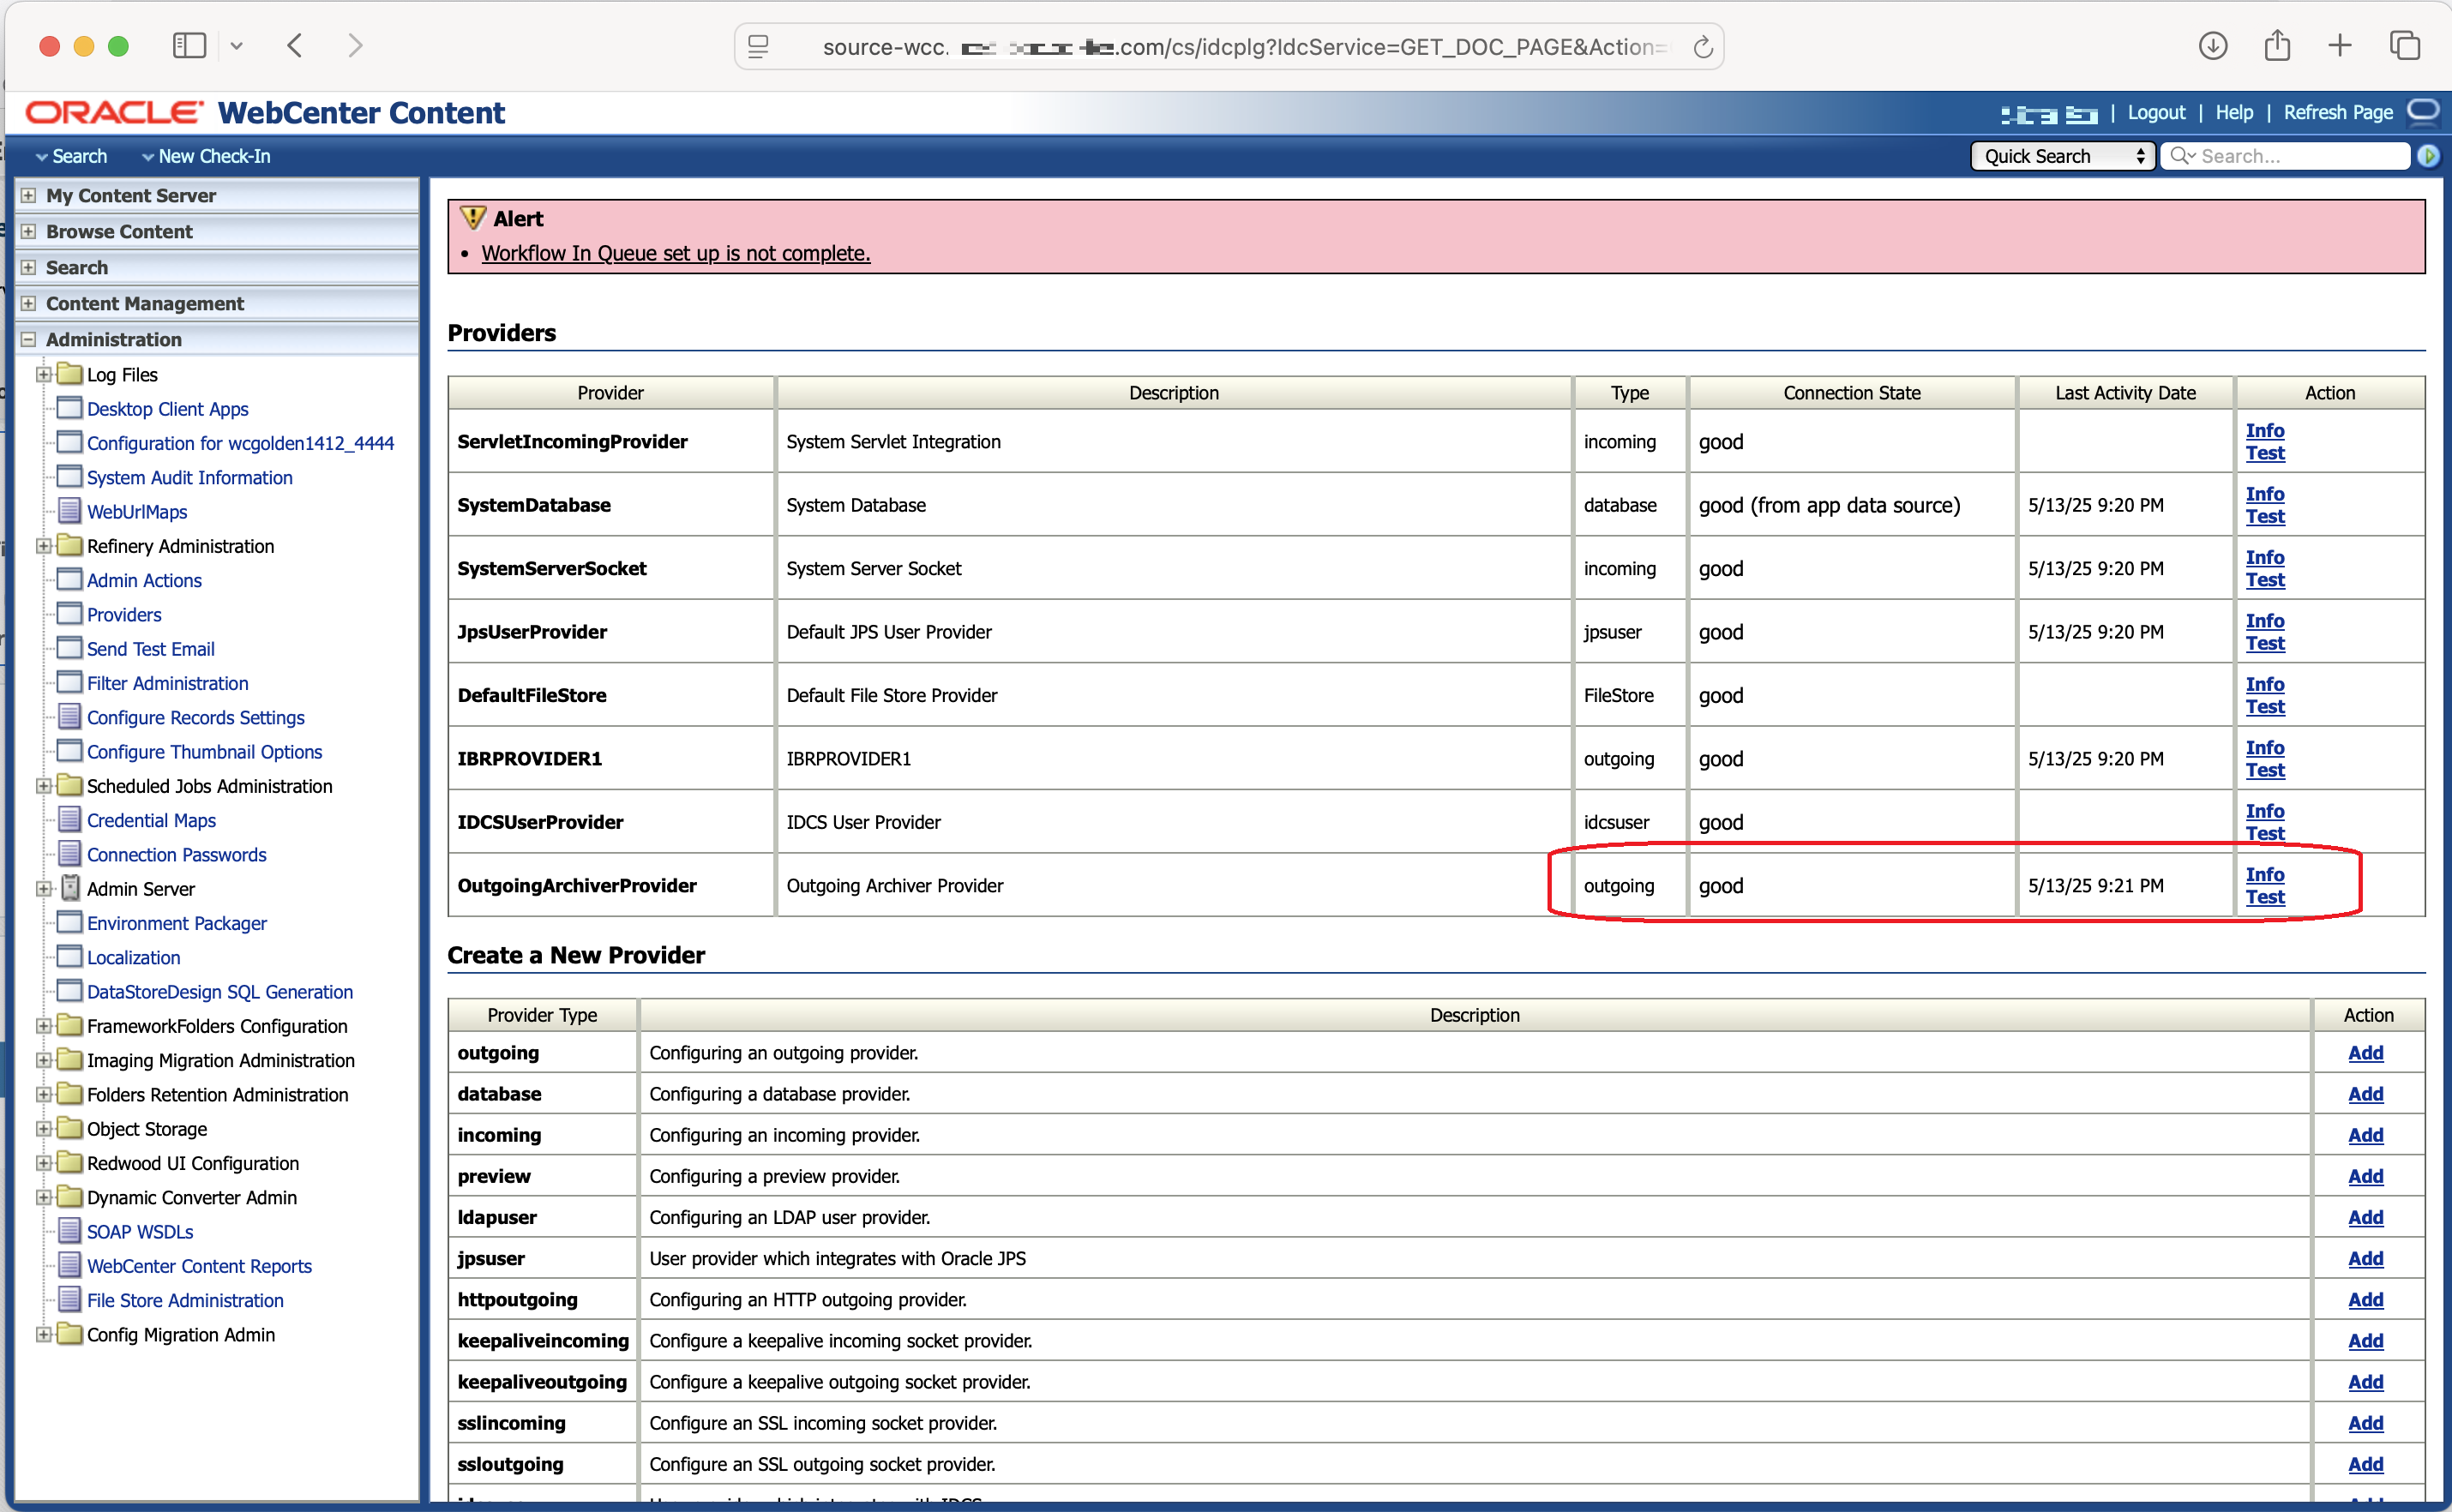 source-wcc.
.com/cs/idcplg?IdcService=GET_DOC_PAGE&Action=
ORACLE WebCenter Content
| Logout | Help | Refresh Page
Search New Check-In
Quick Search Search...
My Content Server
Browse Content
Search
Content Management
Administration
Log Files
Desktop Client Apps
Configuration for wcgolden1412_4444
System Audit Information
WebUrlMaps
Refinery Administration
Admin Actions
Providers
Send Test Email
Filter Administration
Configure Records Settings
Configure Thumbnail Options
Scheduled Jobs Administration
Credential Maps
Connection Passwords
Admin Server
Environment Packager
Localization
DataStoreDesign SQL Generation
FrameworkFolders Configuration
Imaging Migration Administration
Folders Retention Administration
Object Storage
Redwood UI Configuration
Dynamic Converter Admin
SOAP WSDLs
WebCenter Content Reports
File Store Administration
Config Migration Admin
Alert
• Workflow In Queue set up is not complete.
Providers
Provider Description Type Connection State Last Activity Date Action
ServletIncomingProvider System Servlet Integration incoming good Info
Test
SystemDatabase System Database database good (from app data source) 5/13/25 9:20 PM Info
Test
SystemServerSocket System Server Socket incoming good 5/13/25 9:20 PM Info
Test
JpsUserProvider Default JPS User Provider jpsuser good 5/13/25 9:20 PM Info
Test
DefaultFileStore Default File Store Provider FileStore good Info
Test
IBRPROVIDER1 IBRPROVIDER1 outgoing good 5/13/25 9:20 PM Info
Test
IDCSUserProvider IDCS User Provider idcsuser good Info
Test
OutgoingArchiverProvider Outgoing Archiver Provider outgoing good 5/13/25 9:21 PM Info
Test
Create a New Provider
Provider Type Description Action
outgoing Configuring an outgoing provider. Add
database Configuring a database provider. Add
incoming Configuring an incoming provider. Add
preview Configuring a preview provider. Add
ldapuser Configuring an LDAP user provider. Add
jpsuser User provider which integrates with Oracle JPS Add
httpoutgoing Configuring an HTTP outgoing provider. Add
keepaliveincoming Configure a keepalive incoming socket provider. Add
keepaliveoutgoing Configure a keepalive outgoing socket provider. Add
sslincoming Configure an SSL incoming socket provider. Add
ssloutgoing Configure an SSL outgoing socket provider. Add